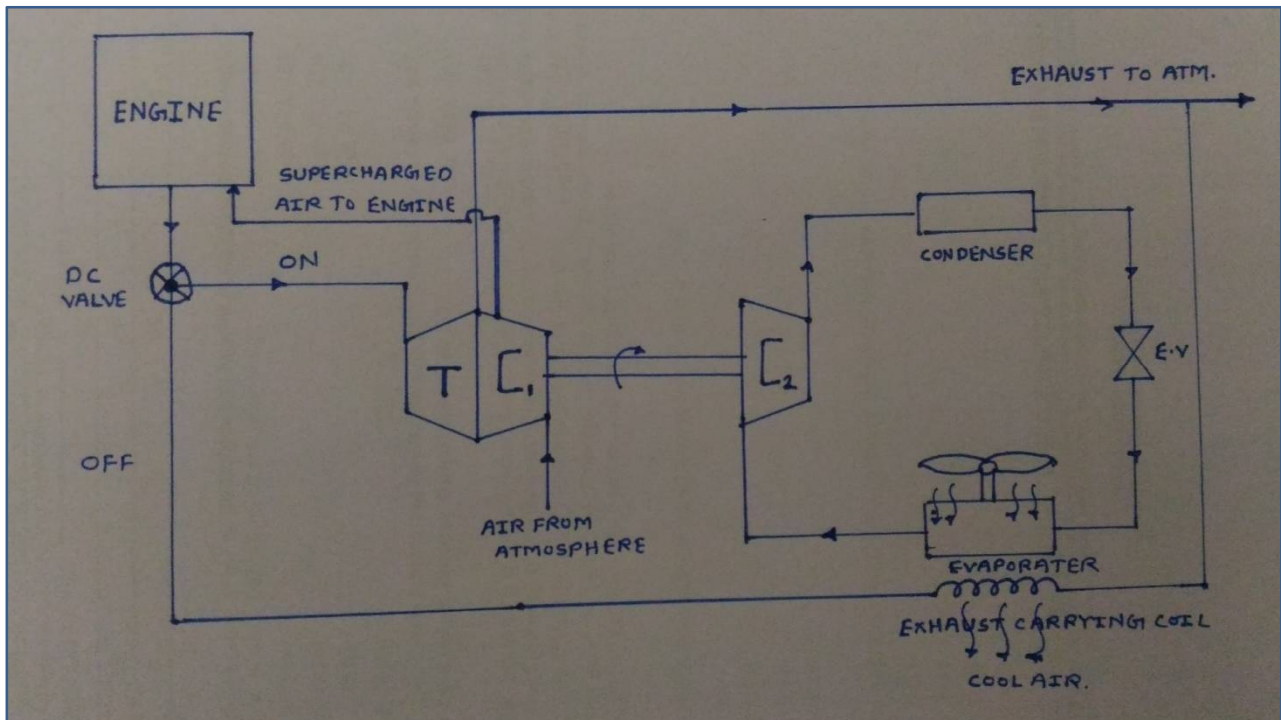 EXHAUST TO ATM.
ENGINE
SUPERCHARGED
AIR TO ENGINE
CONDENSER
DC
VALVE
ON
E.V
T
C1
C2
OFF
AIR FROM
ATMOSPHERE
EVAPORATER
EXHAUST CARRYING COIL
COOL AIR.